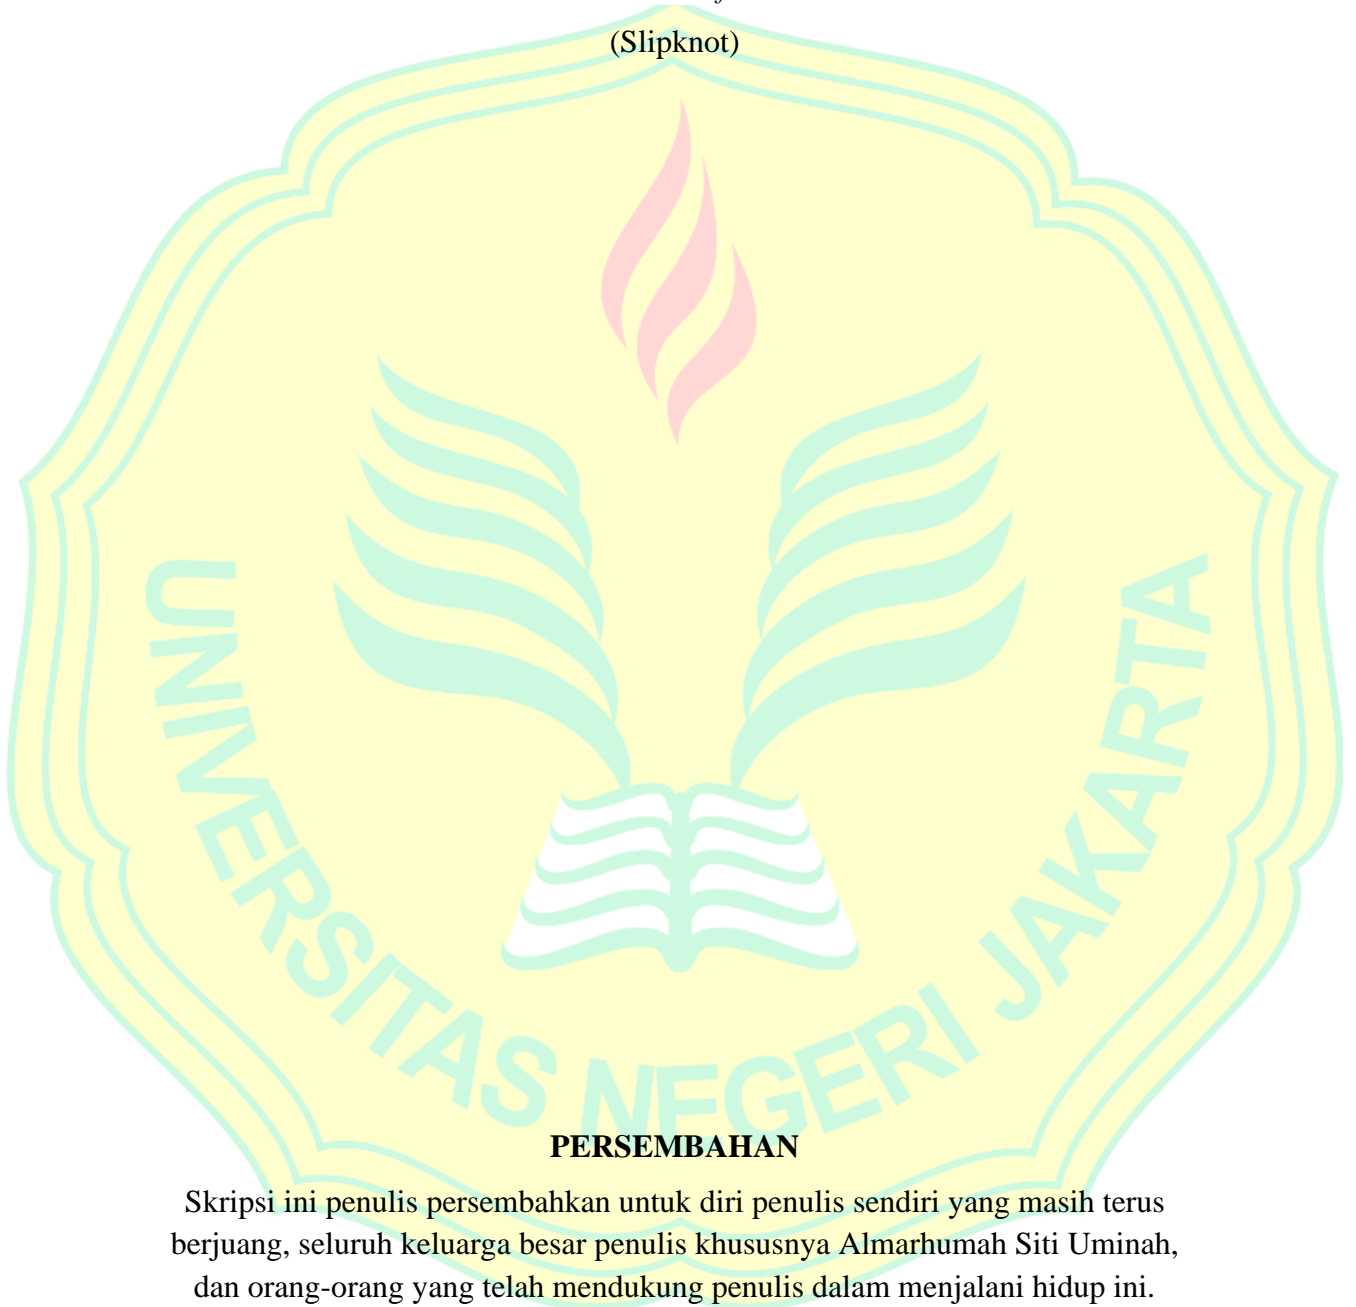 (Slipknot)
UNIVERSITAS NEGERI JAKARTA
PERSEMBAHAN
Skripsi ini penulis persembahkan untuk diri penulis sendiri yang masih terus
berjuang, seluruh keluarga besar penulis khususnya Almarhumah Siti Uminah,
dan orang-orang yang telah mendukung penulis dalam menjalani hidup ini.